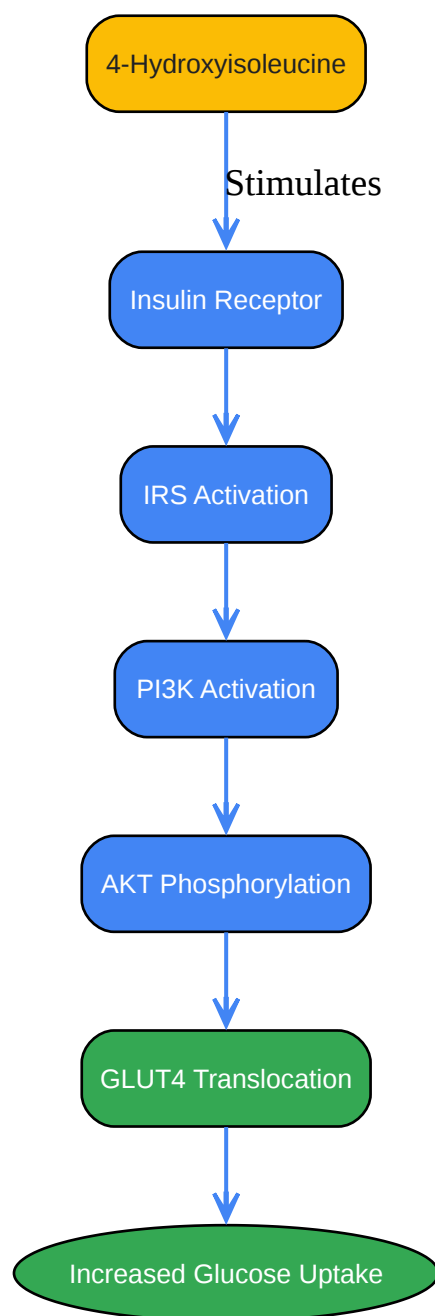 4-Hydroxyisoleucine
Stimulates
Insulin Receptor
IRS Activation
PI3K Activation
AKT Phosphorylation
GLUT4 Translocation
Increased Glucose Uptake